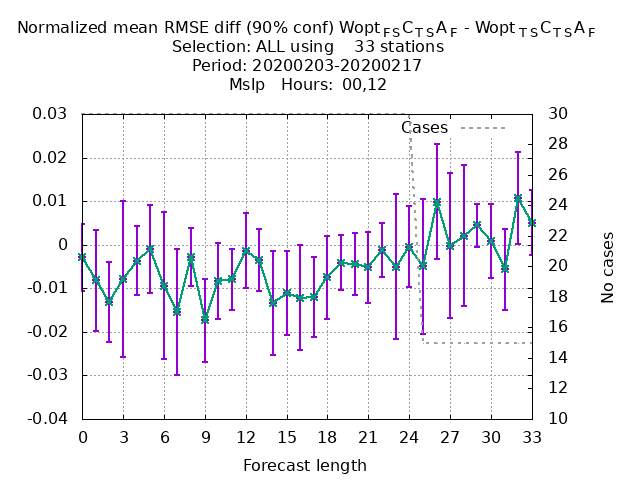 Normalized mean RMSE diff (90% conf) Wopt_FS C_TS A_F - Wopt_TS C_TS A_F
Selection: ALL using    33 stations
Period: 20200203-20200217
Mslp   Hours: 00,12
Cases
0.03
0.02
0.01
0
-0.01
-0.02
-0.03
-0.04
30
28
26
24
22
20
18
16
14
12
10
No cases
0 3 6 9 12 15 18 21 24 27 30 33
Forecast length